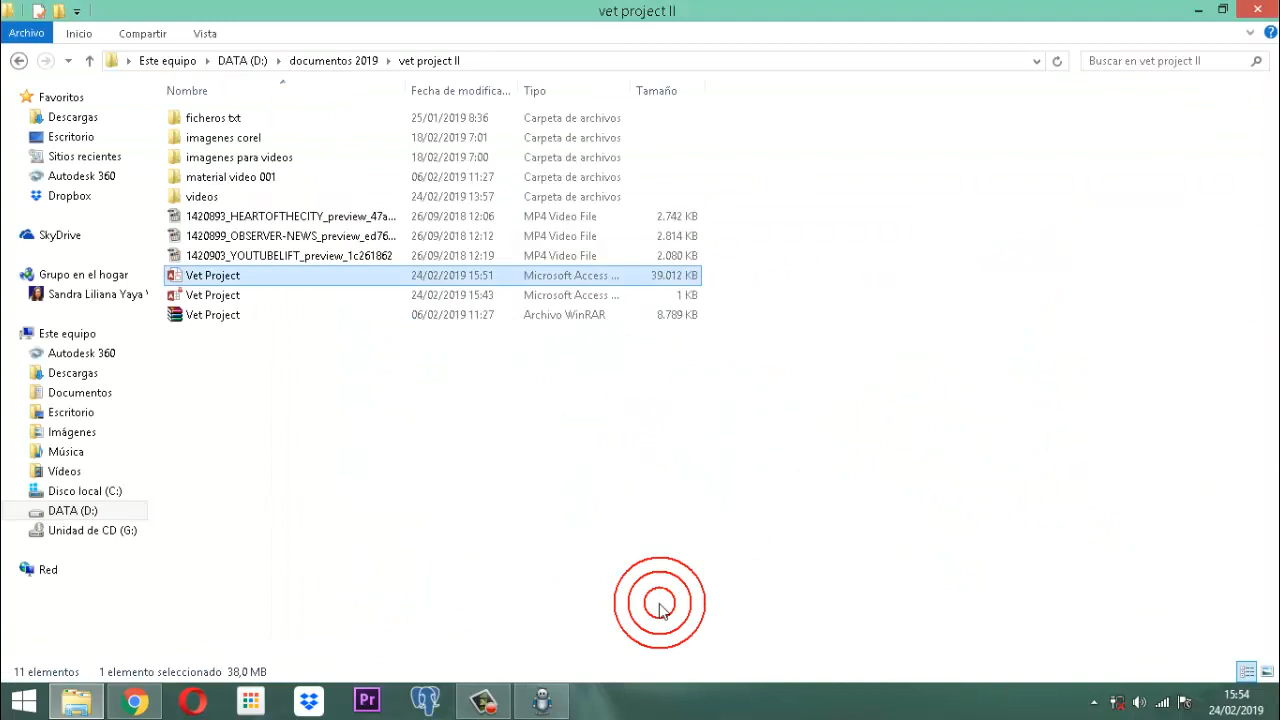 vet project II
Archivo Inicio Compartir Vista
Este equipo DATA (D:) documentos 2019 vet project II
Buscar en vet project II
Nombre Fecha de modifica... Tipo Tamaño
ficheros txt 25/01/2019 8:36 Carpeta de archivos
imagenes corel 18/02/2019 7:01 Carpeta de archivos
imagenes para videos 18/02/2019 7:00 Carpeta de archivos
material video 001 06/02/2019 11:27 Carpeta de archivos
videos 24/02/2019 13:57 Carpeta de archivos
1420893_HEARTOFTHECITY_preview_47a... 26/09/2018 12:06 MP4 Video File 2.742 KB
1420899_OBSERVER-NEWS_preview_ed76... 26/09/2018 12:12 MP4 Video File 2.814 KB
1420903_YOUTUBELIFT_preview_1c261862 26/09/2018 12:19 MP4 Video File 2.080 KB
Vet Project 24/02/2019 15:51 Microsoft Access ... 39.012 KB
Vet Project 24/02/2019 15:43 Microsoft Access ... 1 KB
Vet Project 06/02/2019 11:27 Archivo WinRAR 8.789 KB
Favoritos
Descargas
Escritorio
Sitios recientes
Autodesk 360
Dropbox
SkyDrive
Grupo en el hogar
Sandra Liliana Yaya
Este equipo
Autodesk 360
Descargas
Documentos
Escritorio
Imágenes
Música
Vídeos
Disco local (C:)
DATA (D:)
Unidad de CD (G:)
Red
11 elementos 1 elemento seleccionado 38,0 MB
Pr
15:54
24/02/2019